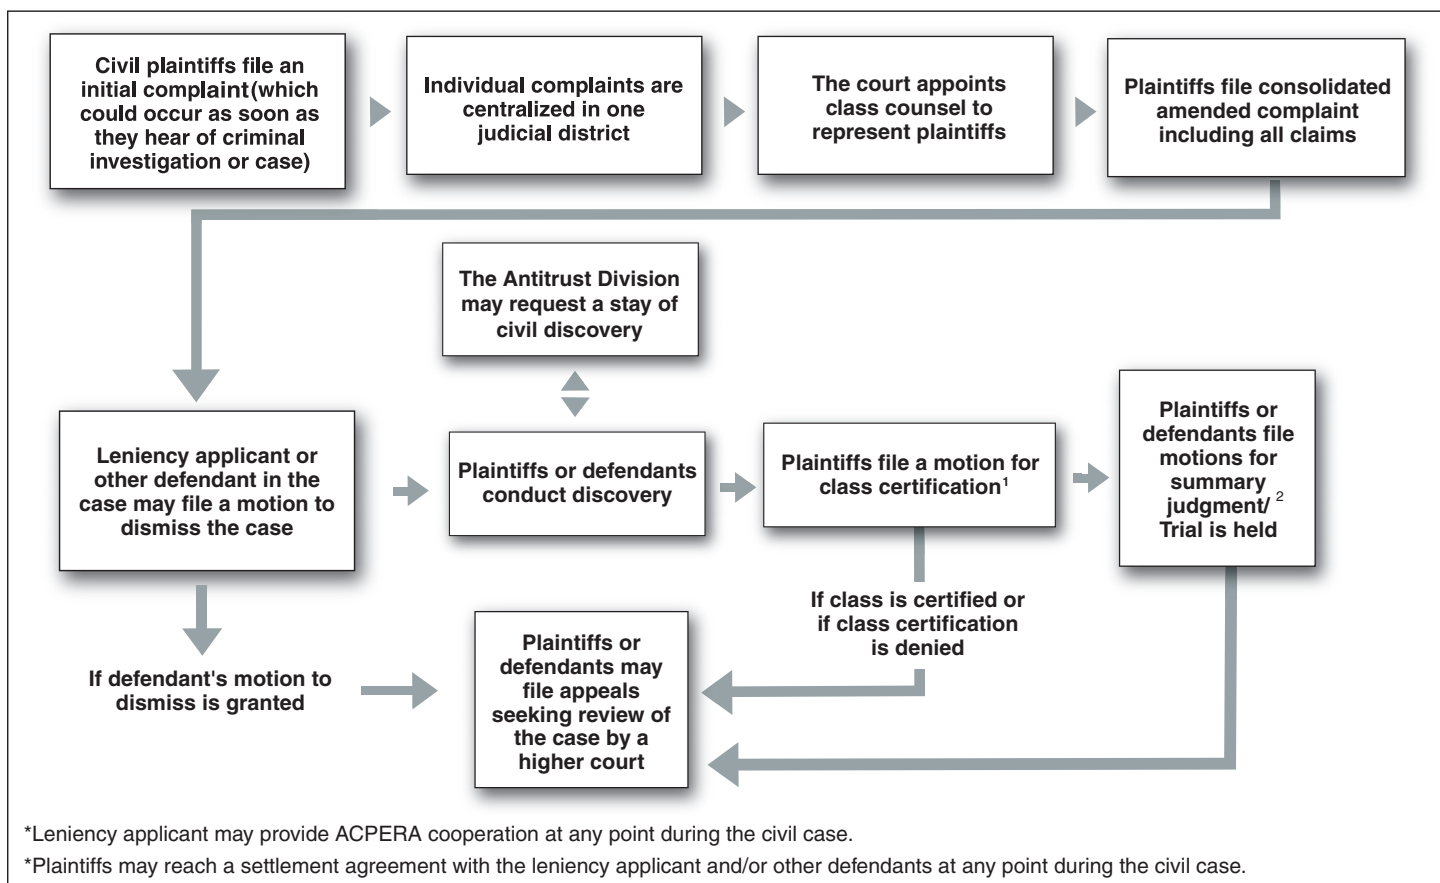 Civil plaintiffs file an
initial complaint(which
could occur as soon as
they hear of criminal
investigation or case)
Individual complaints are
centralized in one
judicial district
The court appoints
class counsel to
represent plaintiffs
Plaintiffs file consolidated
amended complaint
including all claims
The Antitrust Division
may request a stay of
civil discovery
Leniency applicant or
other defendant in the
case may file a motion to
dismiss the case
Plaintiffs or defendants
conduct discovery
Plaintiffs file a motion for
class certification¹
Plaintiffs or
defendants file
motions for
summary
judgment/ ²
Trial is held
If defendant's motion to
dismiss is granted
Plaintiffs or
defendants may
file appeals
seeking review of
the case by a
higher court
If class is certified or
if class certification
is denied
*Leniency applicant may provide ACPERA cooperation at any point during the civil case.
*Plaintiffs may reach a settlement agreement with the leniency applicant and/or other defendants at any point during the civil case.